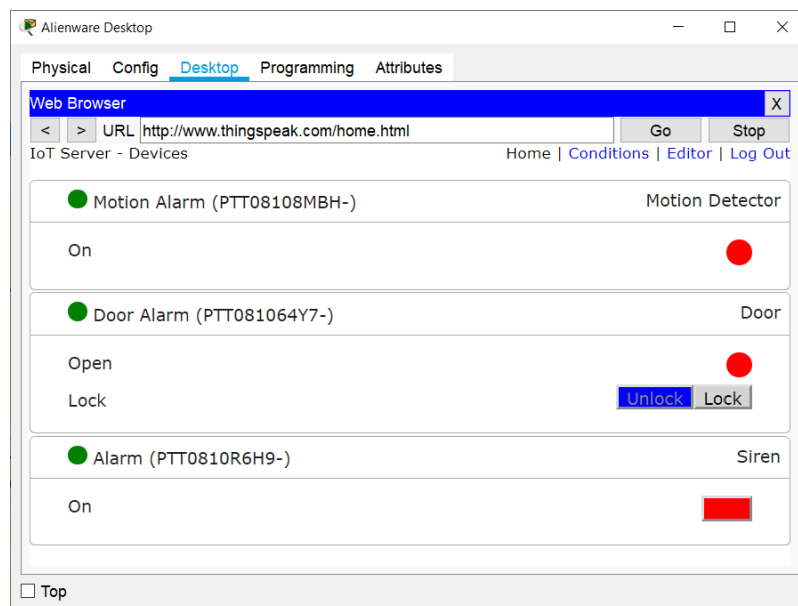 Alienware Desktop
Physical Config Desktop Programming Attributes
Web Browser X
< > URL http://www.thingspeak.com/home.html Go Stop
IoT Server - Devices Home | Conditions | Editor | Log Out
Motion Alarm (PTT08108MBH-) Motion Detector
On
Door Alarm (PTT081064Y7-) Door
Open
Lock Unlock Lock
Alarm (PTT0810R6H9-) Siren
On
Top